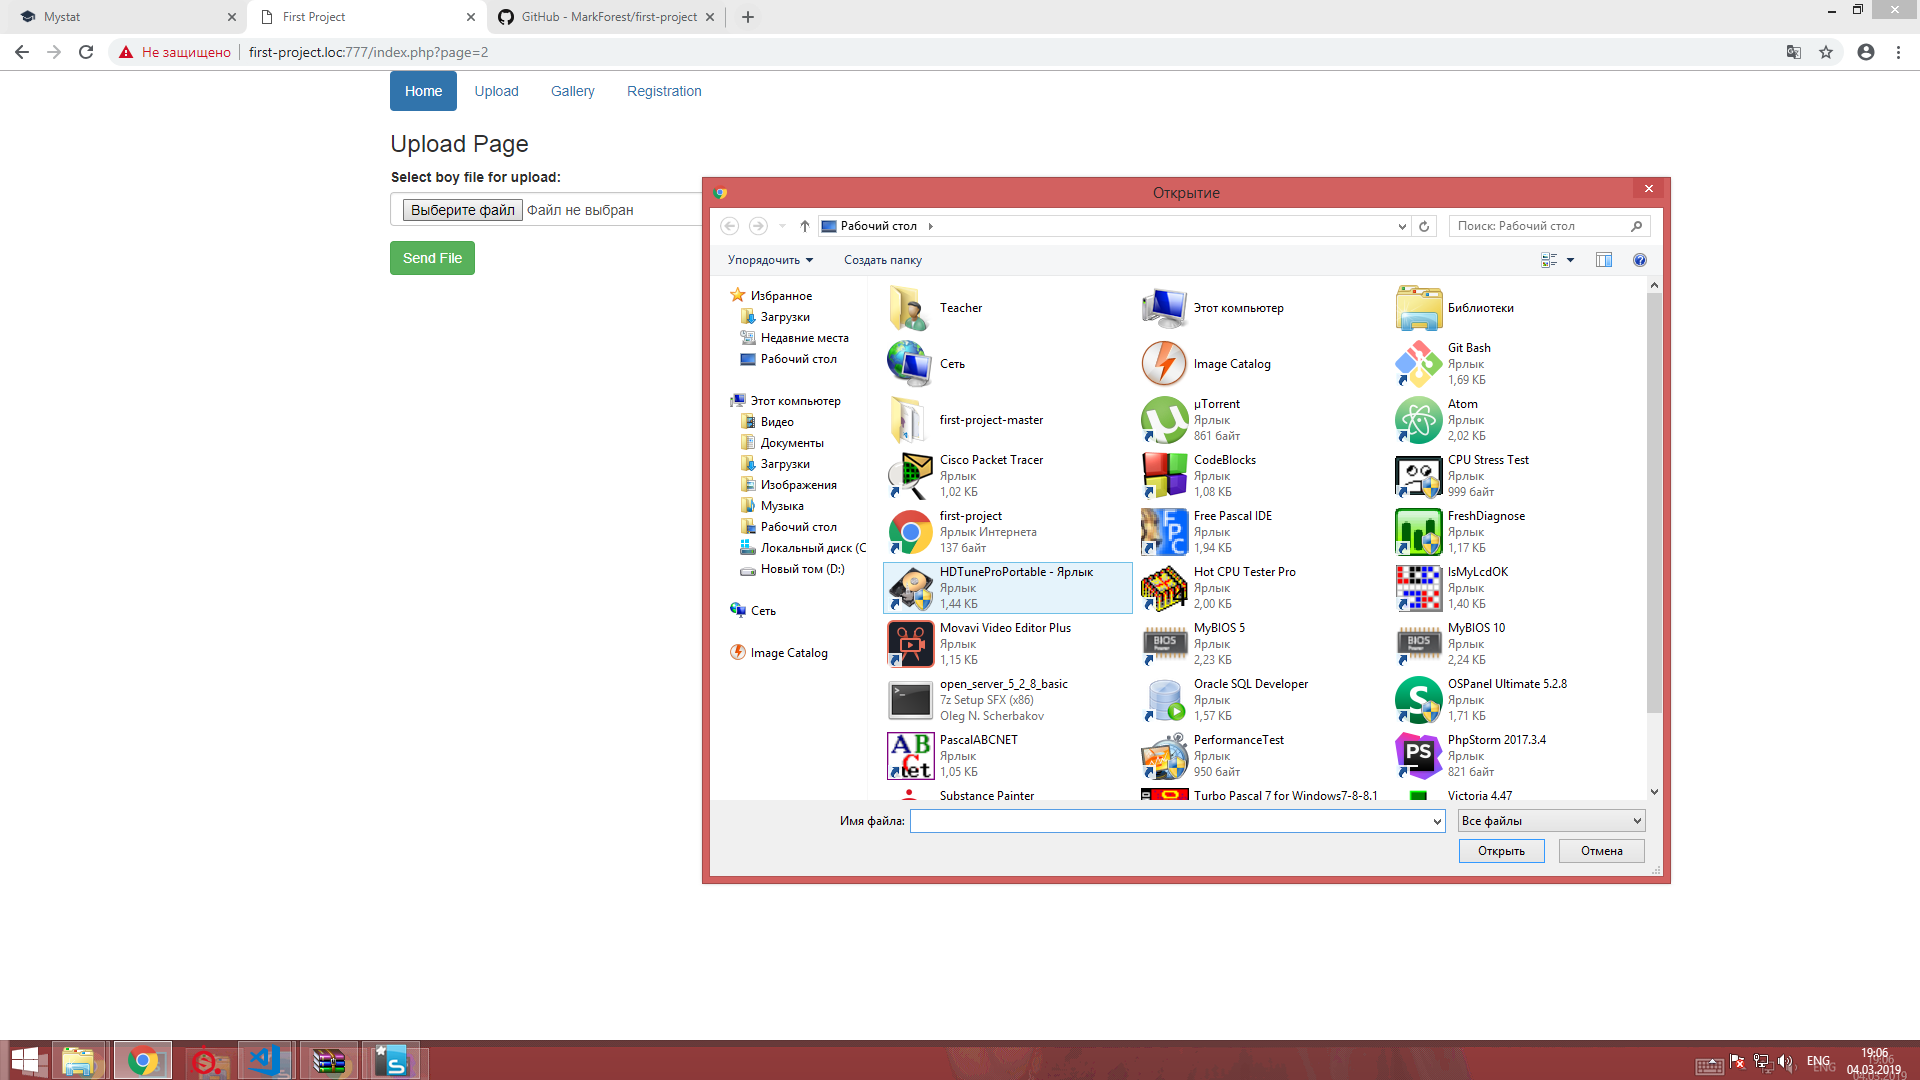 Mystat
First Project
GitHub - MarkForest/first-project
Не защищено
first-project.loc:777/index.php?page=2
Home
Upload
Gallery
Registration
Upload Page
Select boy file for upload:
Выберите файл
Файл не выбран
Send File
Открытие
Рабочий стол
Поиск: Рабочий стол
Упорядочить
Создать папку
Избранное
Загрузки
Недавние места
Рабочий стол
Этот компьютер
Видео
Документы
Загрузки
Изображения
Музыка
Рабочий стол
Локальный диск (C
Новый том (D:)
Сеть
Image Catalog
Teacher
Этот компьютер
Библиотеки
Сеть
Image Catalog
Git Bash
Ярлык
1,69 КБ
first-project-master
µTorrent
Ярлык
861 байт
Atom
Ярлык
2,02 КБ
Cisco Packet Tracer
Ярлык
1,02 КБ
CodeBlocks
Ярлык
1,08 КБ
CPU Stress Test
Ярлык
999 байт
first-project
Ярлык Интернета
137 байт
Free Pascal IDE
Ярлык
1,94 КБ
FreshDiagnose
Ярлык
1,17 КБ
HDTuneProPortable - Ярлык
Ярлык
1,44 КБ
Hot CPU Tester Pro
Ярлык
2,00 КБ
IsMyLcdOK
Ярлык
1,40 КБ
Movavi Video Editor Plus
Ярлык
1,15 КБ
MyBIOS 5
Ярлык
2,23 КБ
MyBIOS 10
Ярлык
2,24 КБ
open_server_5_2_8_basic
7z Setup SFX (x86)
Oleg N. Scherbakov
Oracle SQL Developer
Ярлык
1,57 КБ
OSPanel Ultimate 5.2.8
Ярлык
1,71 КБ
PascalABCNET
Ярлык
1,05 КБ
PerformanceTest
Ярлык
950 байт
PhpStorm 2017.3.4
Ярлык
821 байт
Substance Painter
Turbo Pascal 7 for Windows7-8-8.1
Victoria 4.47
Имя файла:
Все файлы
Открыть
Отмена
ENG
19:06
04.03.2019